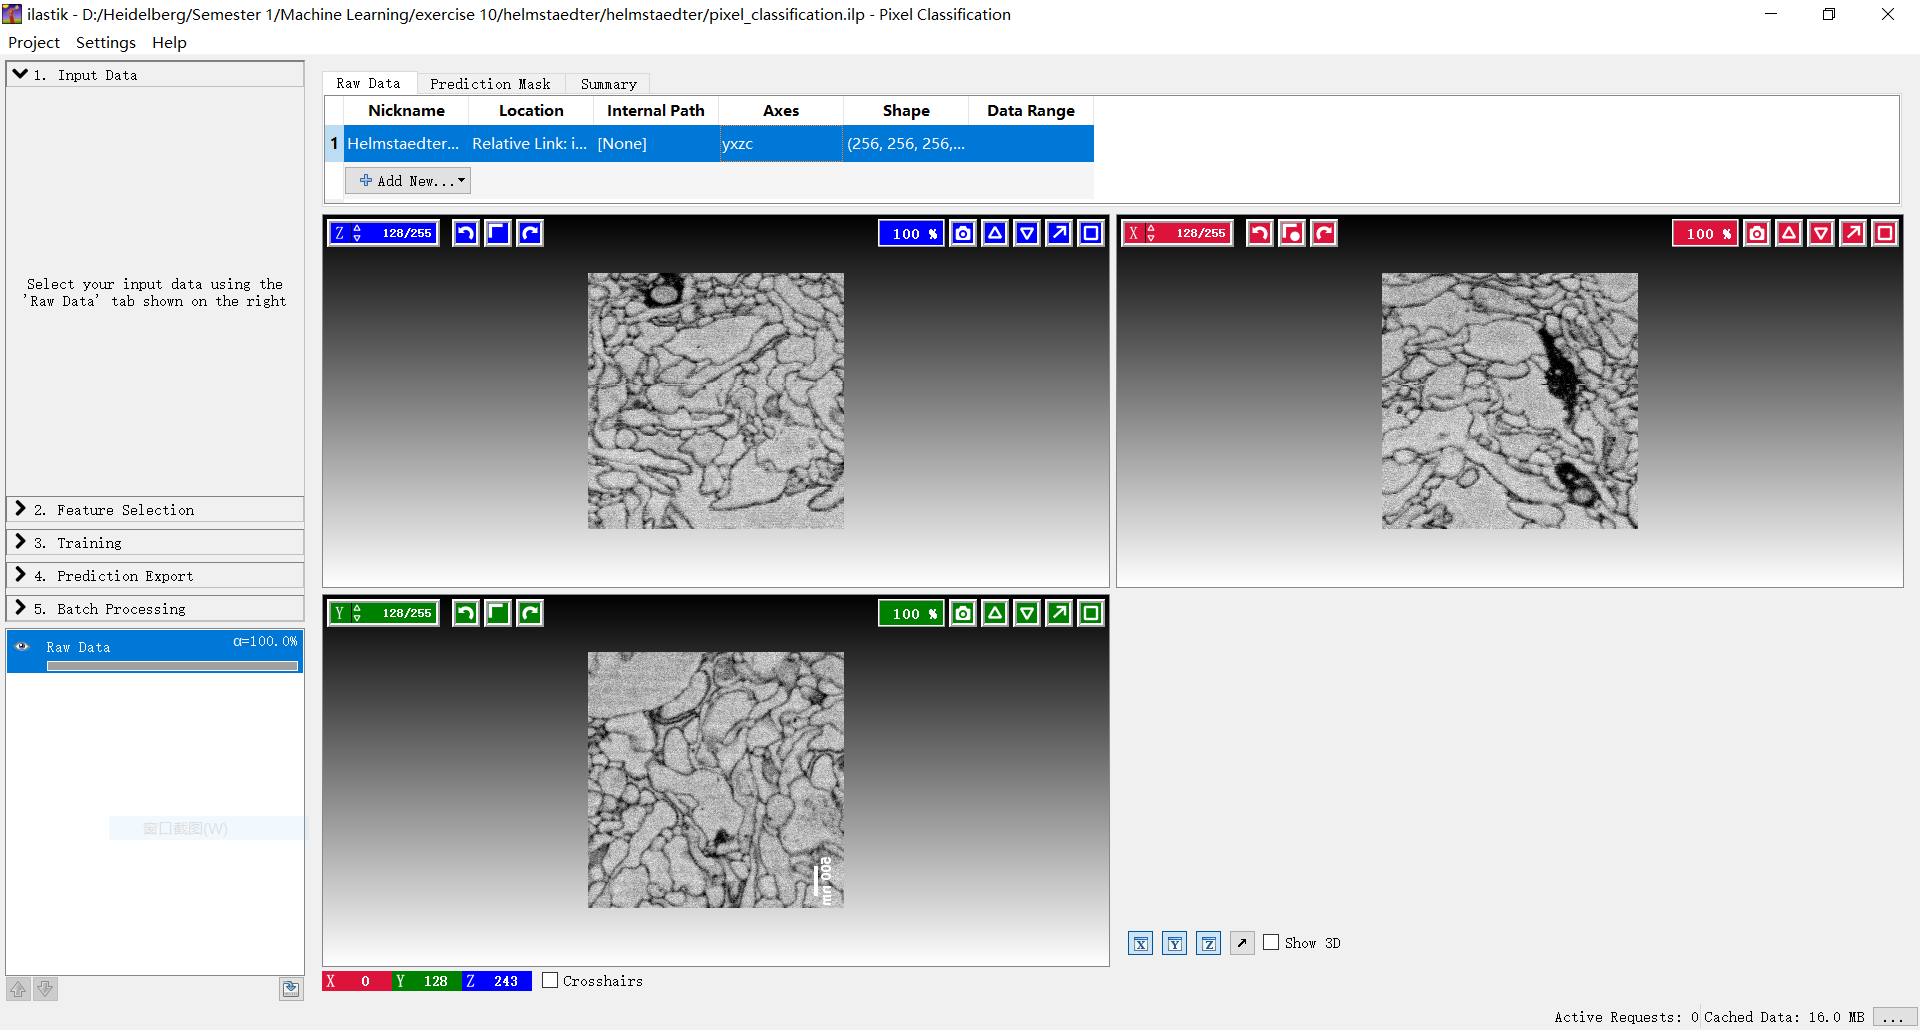 ilastik - D:/Heidelberg/Semester 1/Machine Learning/exercise 10/helmstaedter/helmstaedter/pixel_classification.ilp - Pixel Classification
Project Settings Help
1. Input Data
Select your input data using the
'Raw Data' tab shown on the right
2. Feature Selection
3. Training
4. Prediction Export
5. Batch Processing
Raw Data α=100.0%
窗口截图(W)
Raw Data Prediction Mask Summary
Nickname Location Internal Path Axes Shape Data Range
1 Helmstaedter... Relative Link: i... [None] yxzc (256, 256, 256,...
Add New...
Z 128/255 100 %
X 128/255 100 %
Y 128/255 100 %
X Y Z Show 3D
X 0 Y 128 Z 243 Crosshairs
Active Requests: 0 Cached Data: 16.0 MB ...